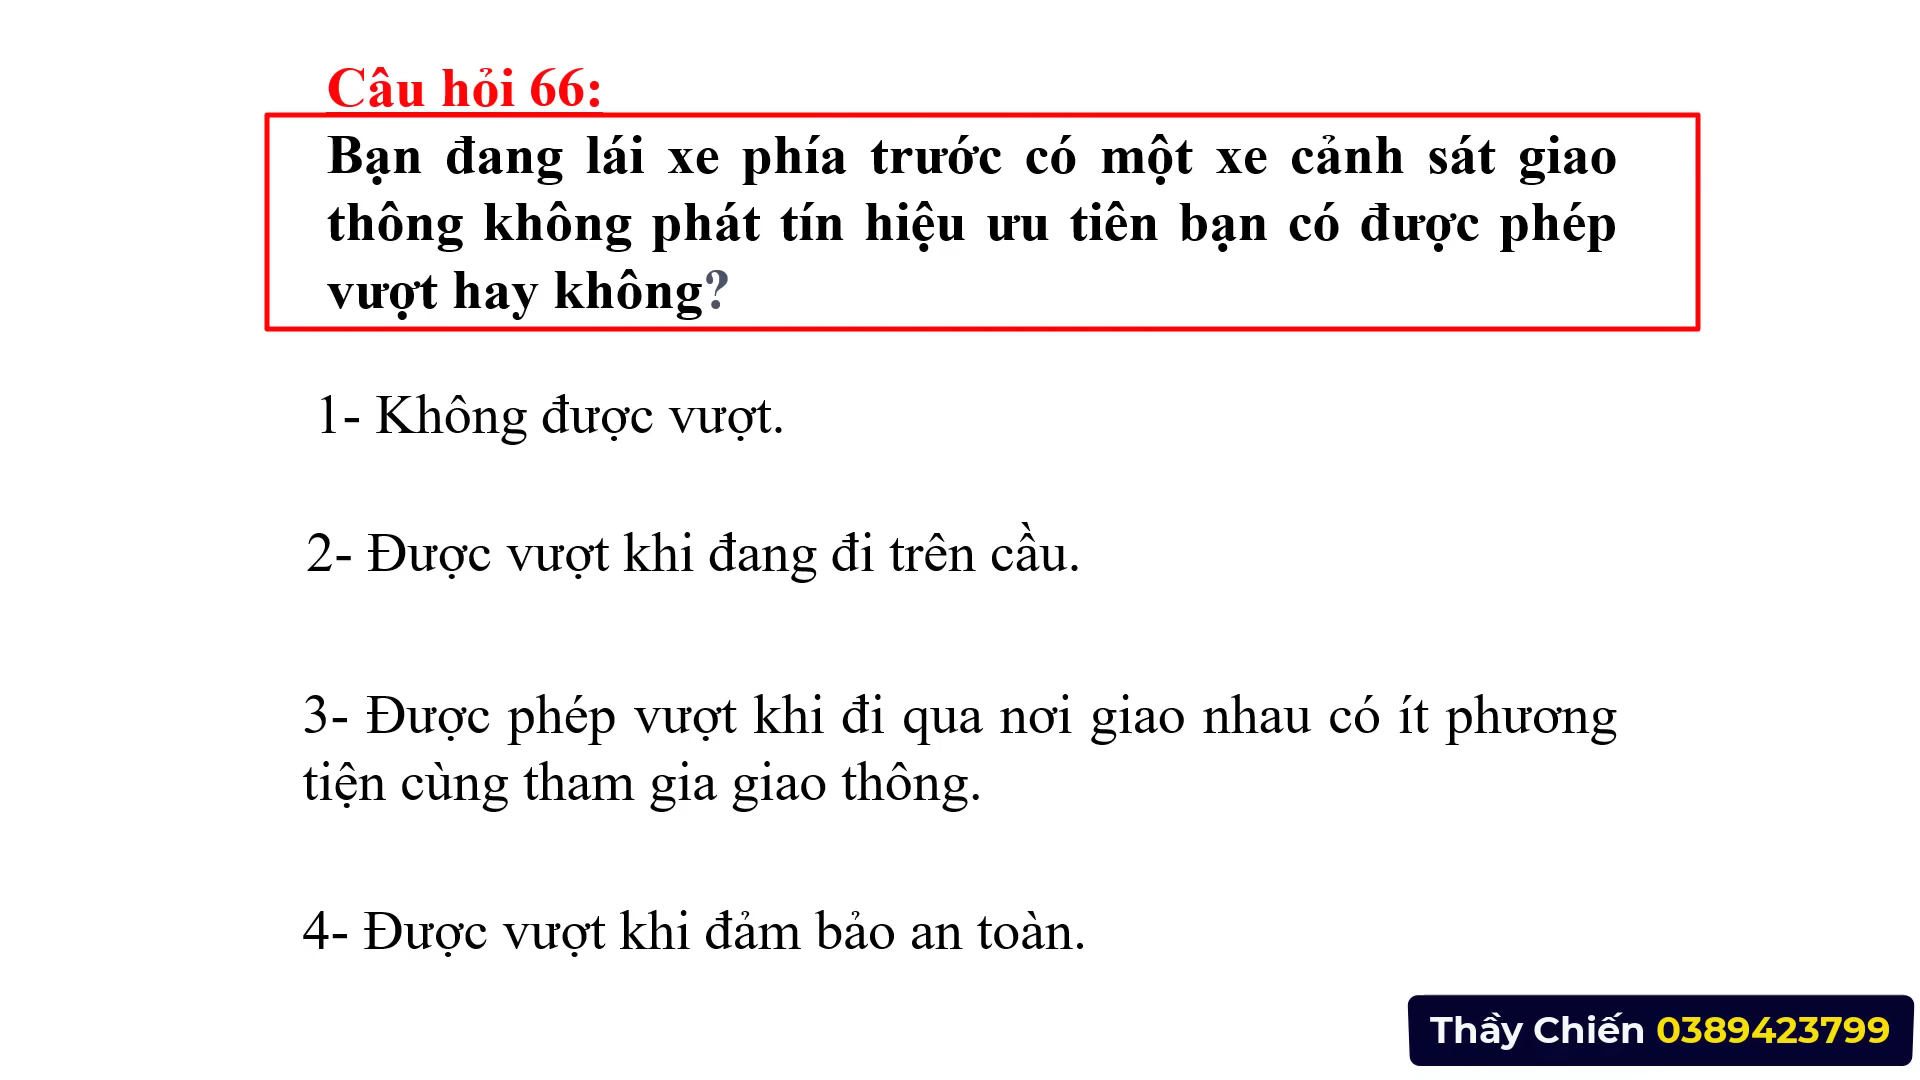 Câu hỏi 66:
Bạn đang lái xe phía trước có một xe cảnh sát giao
thông không phát tín hiệu ưu tiên bạn có được phép
vượt hay không?
1- Không được vượt.
2- Được vượt khi đang đi trên cầu.
3- Được phép vượt khi đi qua nơi giao nhau có ít phương
tiện cùng tham gia giao thông.
4- Được vượt khi đảm bảo an toàn.
Thầy Chiến 0389423799